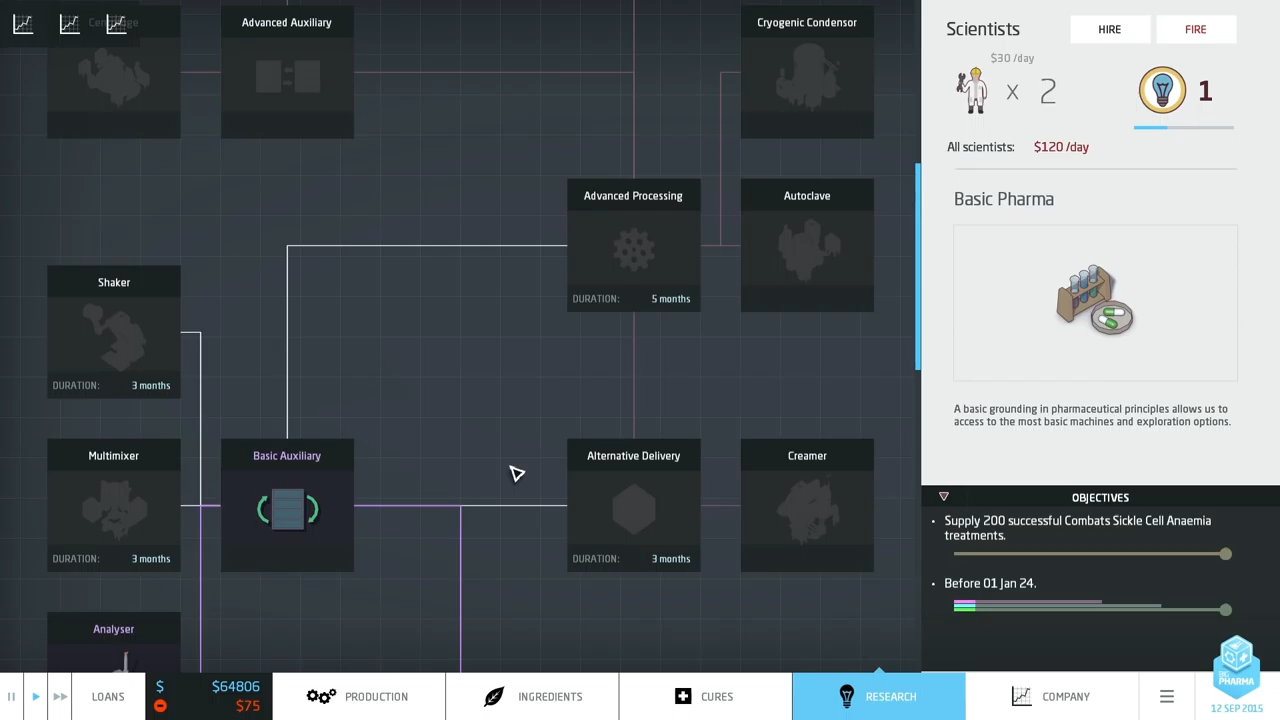 Advanced Auxiliary
Cryogenic Condensor
Advanced Processing
Autoclave
DURATION: 5 months
Shaker
DURATION: 3 months
Multimixer
Basic Auxiliary
Alternative Delivery
Creamer
DURATION: 3 months
DURATION: 3 months
Analyser
Scientists
HIRE
FIRE
$30 /day
X 2
1
All scientists: $120 /day
Basic Pharma
A basic grounding in pharmaceutical principles allows us to
access to the most basic machines and exploration options.
OBJECTIVES
• Supply 200 successful Combats Sickle Cell Anaemia
treatments.
• Before 01 Jan 24.
LOANS
$ $64806
$75
PRODUCTION
INGREDIENTS
CURES
RESEARCH
COMPANY
BIG
PHARMA
12 SEP 2015